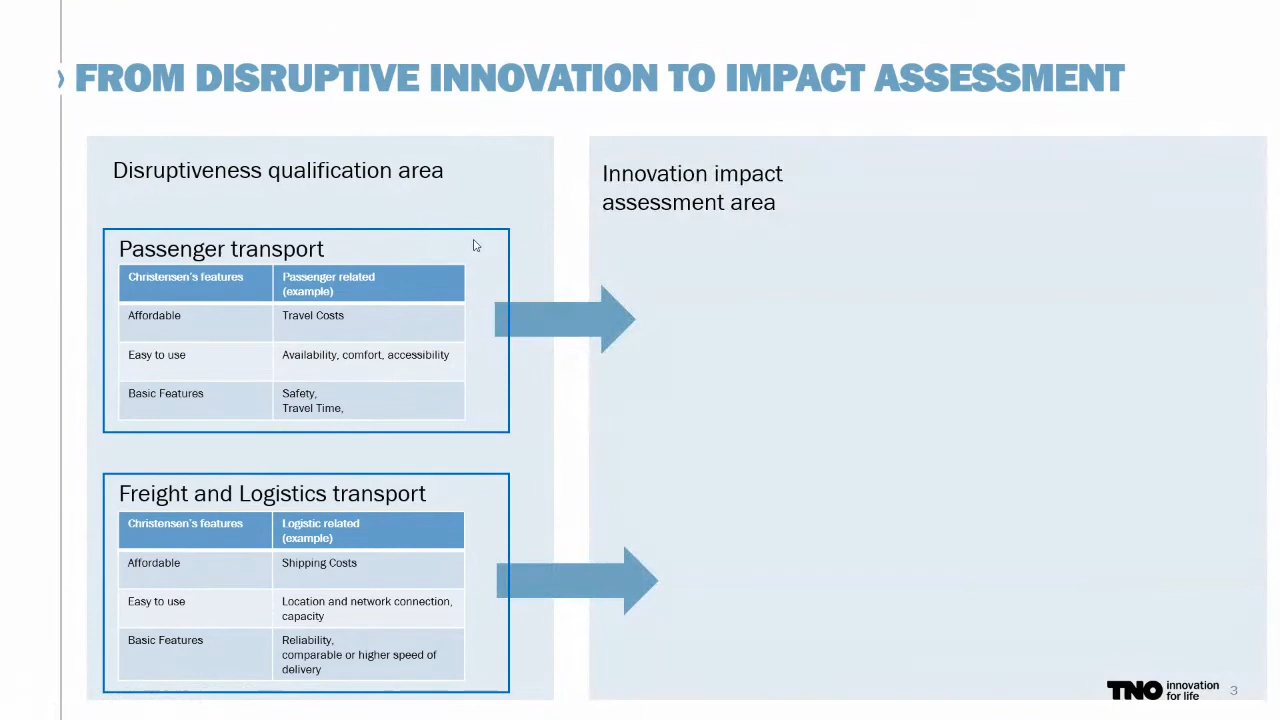 › FROM DISRUPTIVE INNOVATION TO IMPACT ASSESSMENT
Disruptiveness qualification area
Passenger transport
Christensen's features
Passenger related
(example)
Affordable
Travel Costs
Easy to use
Availability, comfort, accessibility
Basic Features
Safety,
Travel Time,
Freight and Logistics transport
Christensen's features
Logistic related
(example)
Affordable
Shipping Costs
Easy to use
Location and network connection,
capacity
Basic Features
Reliability,
comparable or higher speed of
delivery
Innovation impact
assessment area
TNO innovation
for life
3